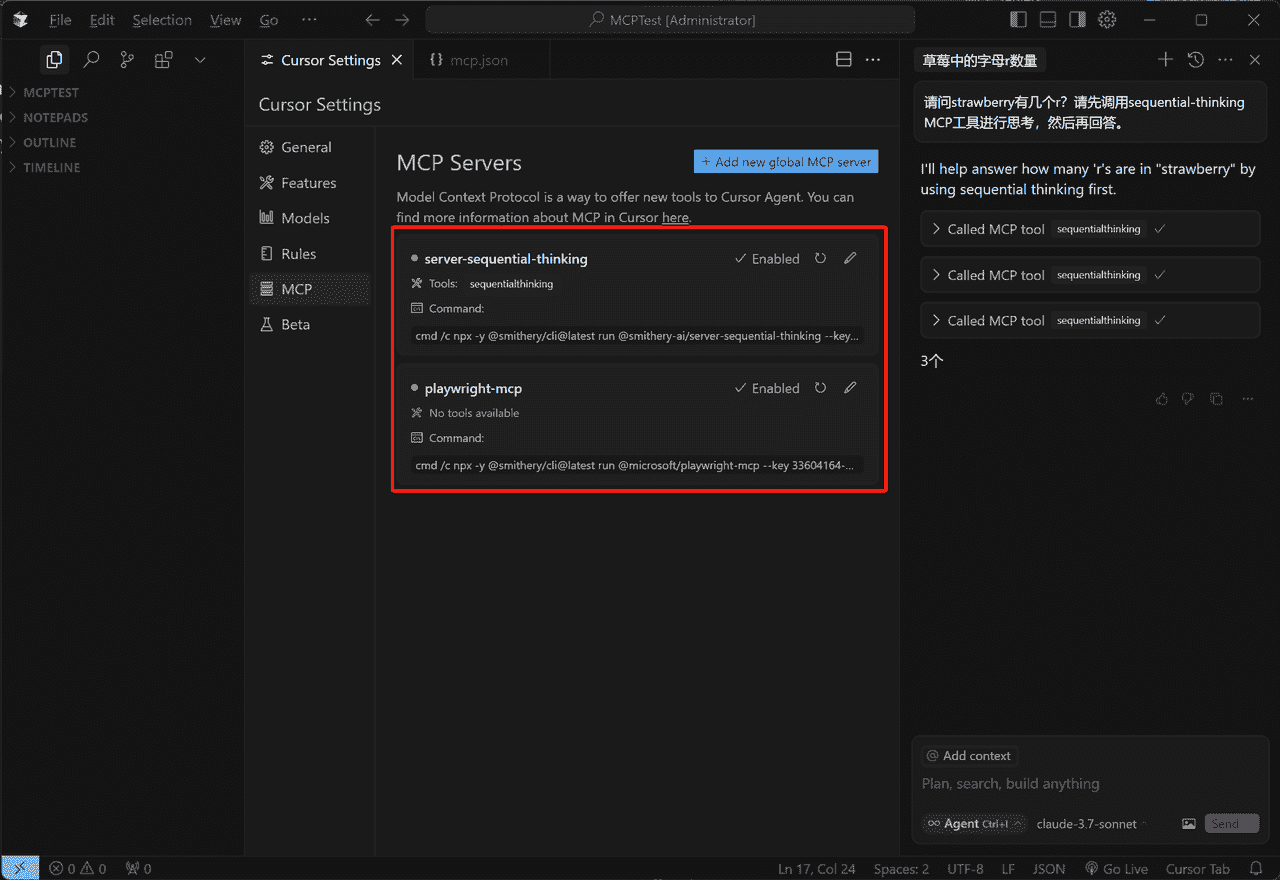 File Edit Selection View Go ··· MCPTest [Administrator]
MCPTEST
NOTEPADS
OUTLINE
TIMELINE
Cursor Settings
{} mcp.json
Cursor Settings
General
Features
Models
Rules
MCP
Beta
MCP Servers
+ Add new global MCP server
Model Context Protocol is a way to offer new tools to Cursor Agent. You can
find more information about MCP in Cursor here.
server-sequential-thinking
Enabled
Tools: sequentialthinking
Command:
cmd /c npx -y @smithery/cli@latest run @smithery-ai/server-sequential-thinking --key...
playwright-mcp
Enabled
No tools available
Command:
cmd /c npx -y @smithery/cli@latest run @microsoft/playwright-mcp --key 33604164-...
草莓中的字母r数量
请问strawberry有几个r？请先调用sequential-thinking
MCP工具进行思考，然后再回答。
I'll help answer how many 'r's are in "strawberry" by
using sequential thinking first.
Called MCP tool sequentialthinking
Called MCP tool sequentialthinking
Called MCP tool sequentialthinking
3个
@ Add context
Plan, search, build anything
Agent Ctrl+I claude-3.7-sonnet Send
0 0 0
Ln 17, Col 24 Spaces: 2 UTF-8 LF JSON Go Live Cursor Tab